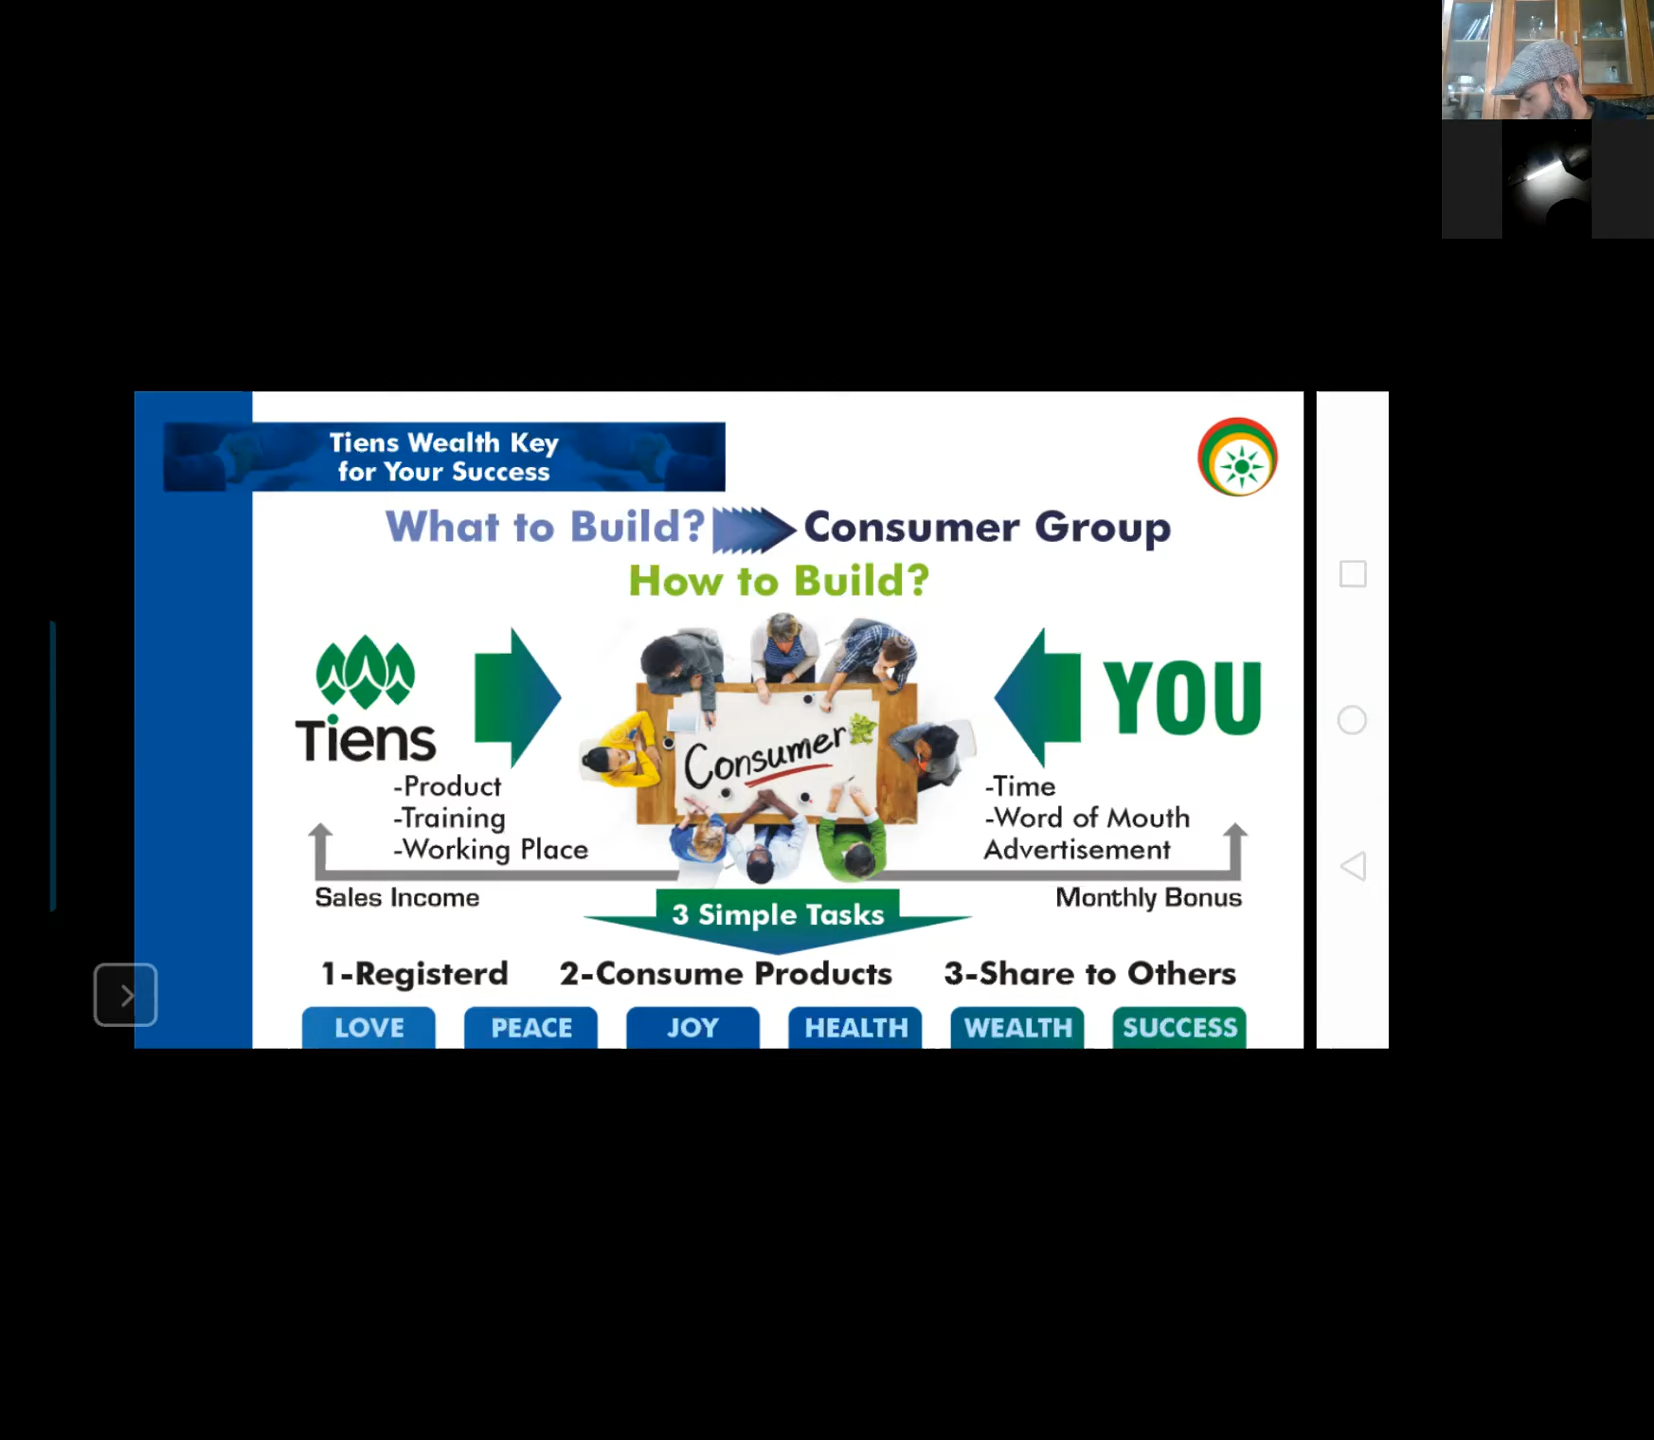 Tiens Wealth Key
for Your Success
What to Build? Consumer Group
How to Build?
Tiens
YOU
Consumer
-Product
-Training
-Working Place
-Time
-Word of Mouth
Advertisement
Sales Income
Monthly Bonus
3 Simple Tasks
1-Registerd 2-Consume Products 3-Share to Others
LOVE PEACE JOY HEALTH WEALTH SUCCESS